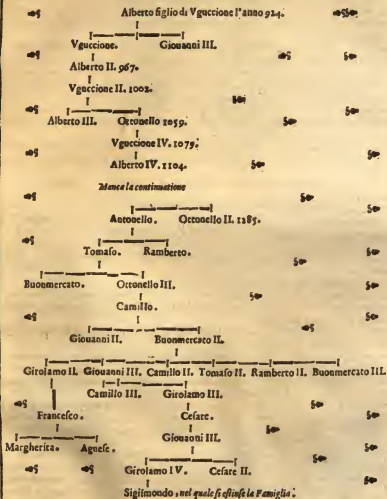 Alberto figlio di Vguccione l'anno 924.
Vguccione. Giouanni III.
Alberto II. 967.
Vguccione II. 1002.
Alberto III. Ottonello 1059.
Vguccione IV. 1079.
Alberto IV. 1104.
Manca la continuatione
Antonello. Ottonello II. 1285.
Tomaso. Ramberto.
Buonmercato. Ottonello III.
Camillo.
Giouanni II. Buonmercato II.
Girolamo II. Giouanni III. Camillo II. Tomaso II. Ramberto II. Buonmercato III.
Camillo III. Girolamo III.
Francesco. Cesare.
Giouanni III.
Margherita. Agnese.
Girolamo IV. Cesare II.
Sigismondo, nel quale si estinse la Famiglia.